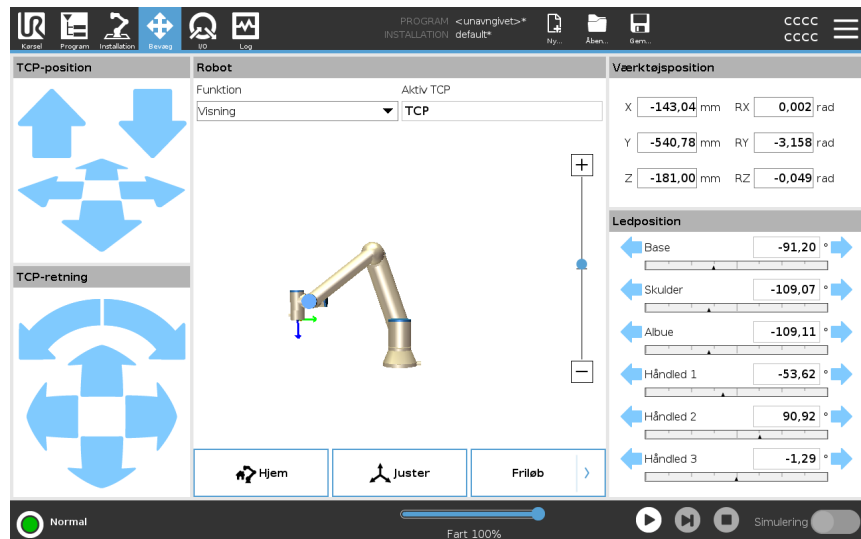 UR
Kørsel
Program
Installation
Bevæg
I/O
Log
PROGRAM <unavngivet>*
INSTALLATION default*
Ny...
Åben...
Gem...
CCCC
CCCC
TCP-position
Robot
Funktion
Aktiv TCP
Visning
TCP
Værktøjsposition
X -143,04 mm RX 0,002 rad
Y -540,78 mm RY -3,158 rad
Z -181,00 mm RZ -0,049 rad
Ledposition
Base -91,20 °
Skulder -109,07 °
Albue -109,11 °
Håndled 1 -53,62 °
Håndled 2 90,92 °
Håndled 3 -1,29 °
TCP-retning
Hjem
Juster
Friløb
Normal
Fart 100%
Simulering